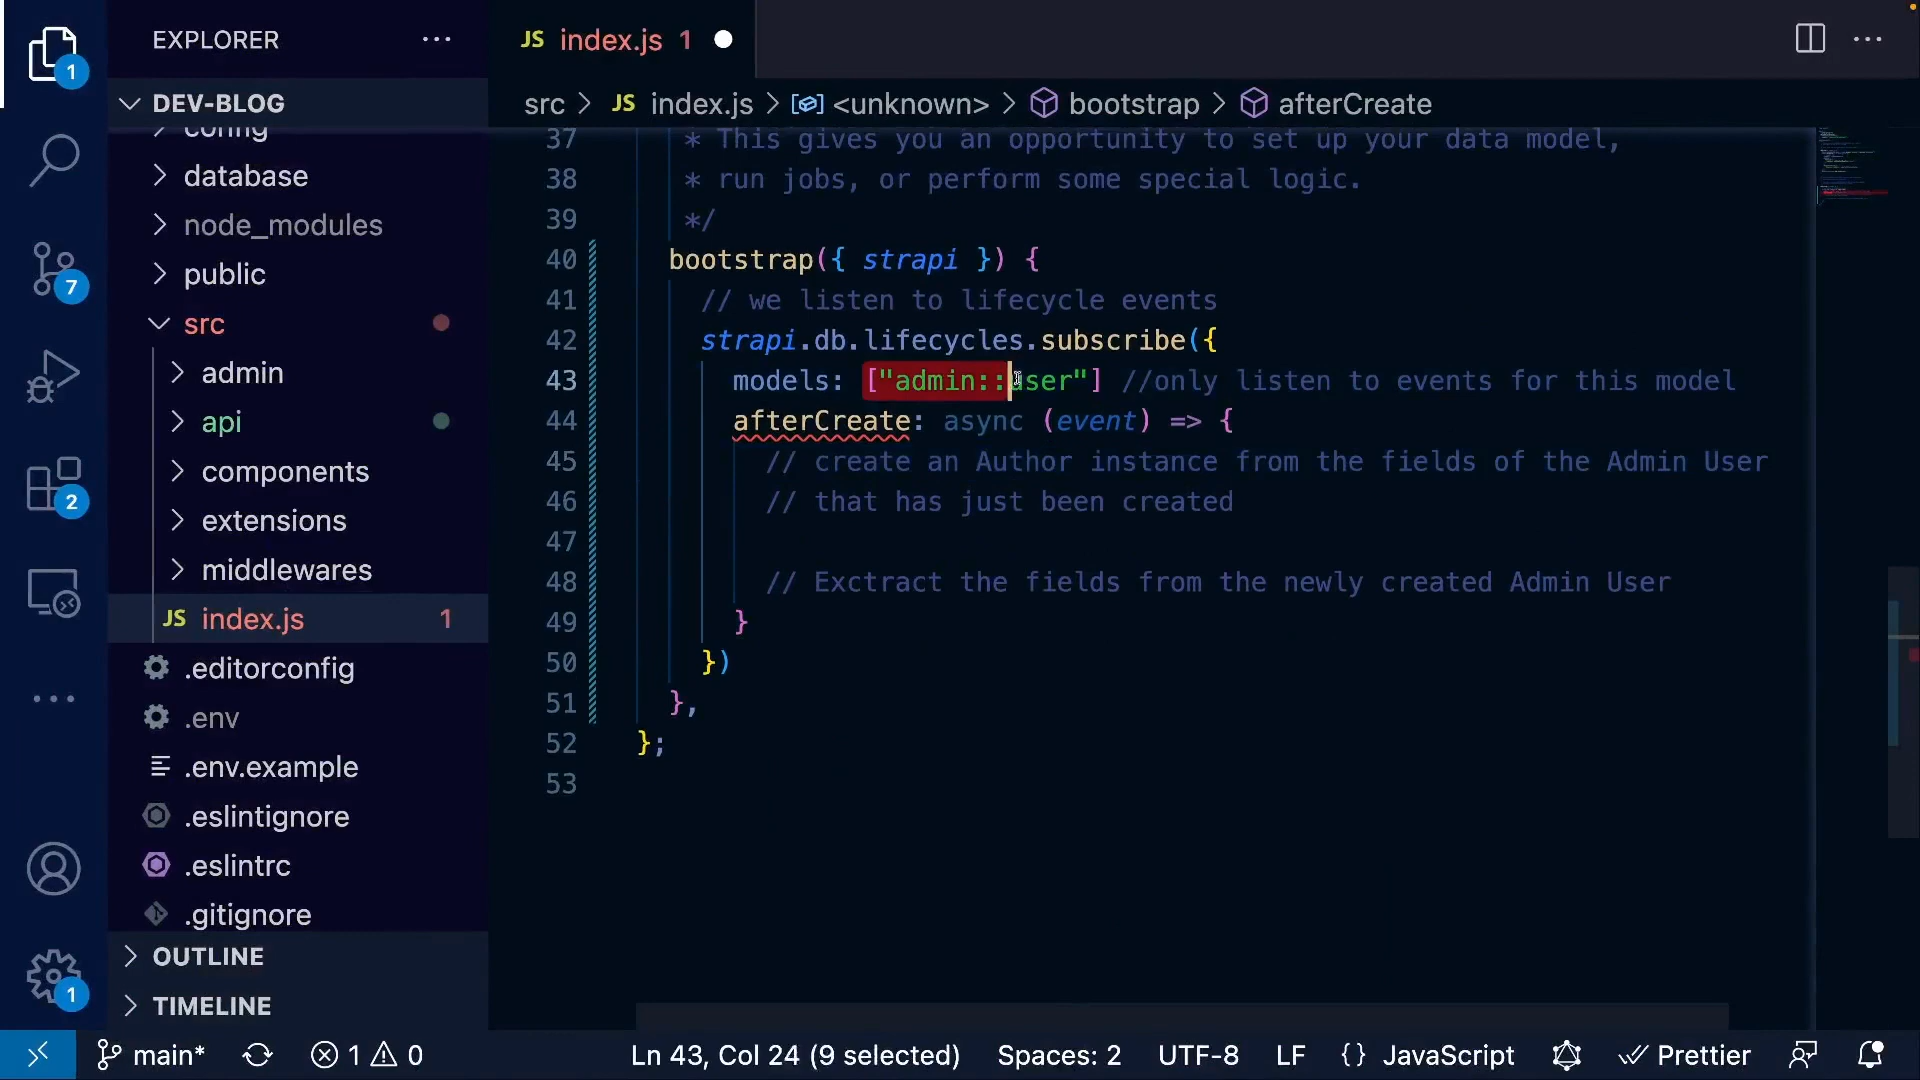 EXPLORER
JS index.js 1
1
DEV-BLOG
src > JS index.js > <unknown> > bootstrap > afterCreate
config
database
node_modules
public
src
admin
api
components
extensions
middlewares
JS index.js 1
.editorconfig
.env
.env.example
.eslintignore
.eslintrc
.gitignore
OUTLINE
TIMELINE
7
2
1
37 * This gives you an opportunity to set up your data model,
38 * run jobs, or perform some special logic.
39 */
40 bootstrap({ strapi }) {
41 // we listen to lifecycle events
42 strapi.db.lifecycles.subscribe({
43 models: ["admin::user"] //only listen to events for this model
44 afterCreate: async (event) => {
45 // create an Author instance from the fields of the Admin User
46 // that has just been created
47
48 // Exctract the fields from the newly created Admin User
49 }
50 })
51 },
52 };
53
main* 1 0 Ln 43, Col 24 (9 selected) Spaces: 2 UTF-8 LF {} JavaScript Prettier